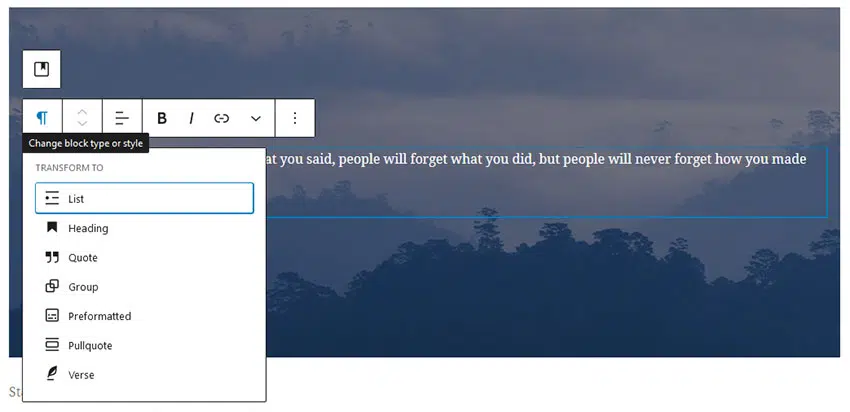 B I
Change block type or style
at you said, people will forget what you did, but people will never forget how you made
TRANSFORM TO
List
Heading
Quote
Group
Preformatted
Pullquote
Verse